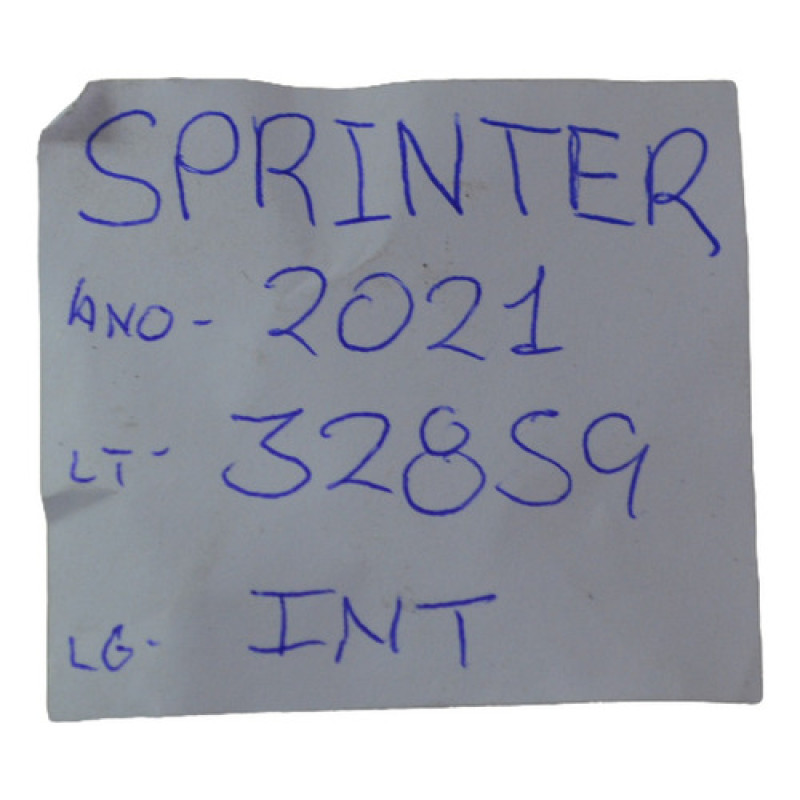 SPRINTER
ANO - 2021
LT - 32859
LG - INT